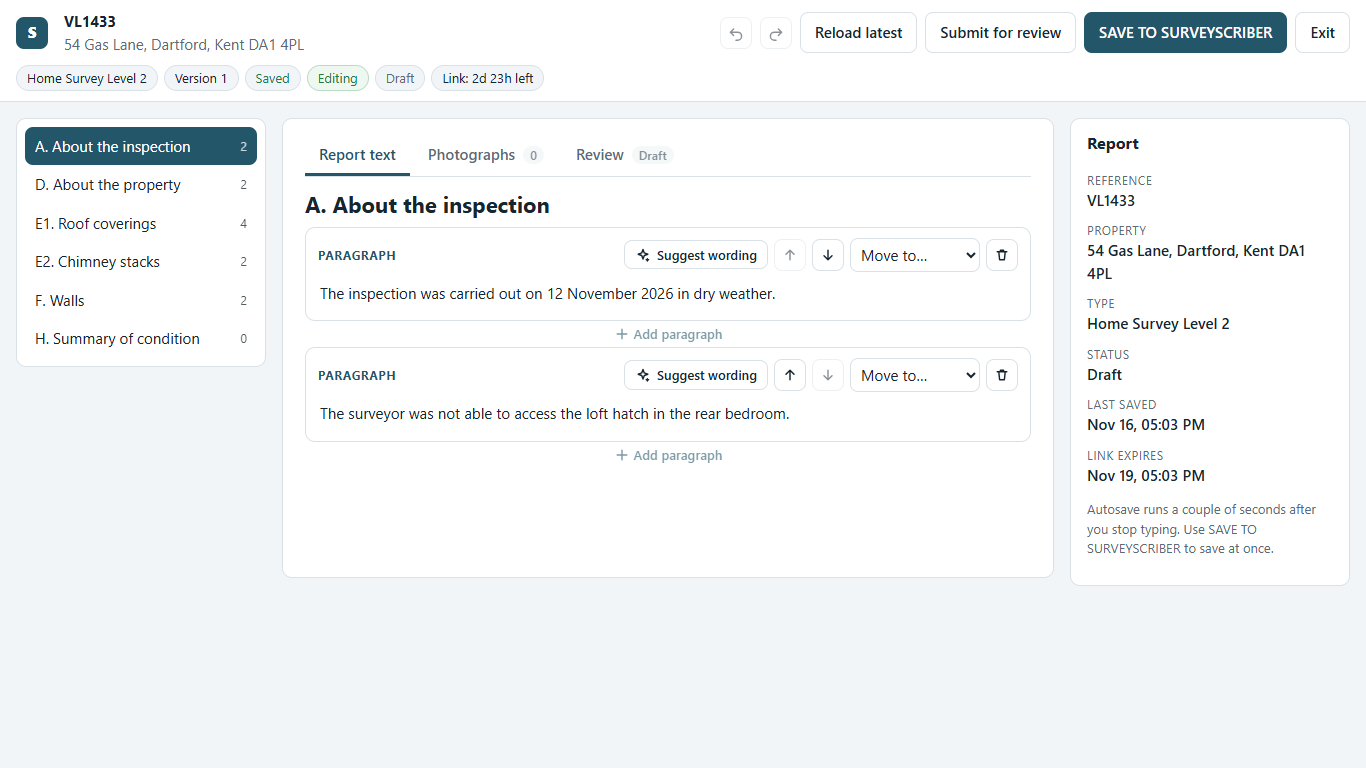 S
VL1433
54 Gas Lane, Dartford, Kent DA1 4PL
Reload latest
Submit for review
SAVE TO SURVEYSCRIBER
Exit
Home Survey Level 2
Version 1
Saved
Editing
Draft
Link: 2d 23h left
A. About the inspection 2
D. About the property 2
E1. Roof coverings 4
E2. Chimney stacks 2
F. Walls 2
H. Summary of condition 0
Report text
Photographs 0
Review Draft
A. About the inspection
PARAGRAPH
Suggest wording
Move to...
The inspection was carried out on 12 November 2026 in dry weather.
+ Add paragraph
PARAGRAPH
Suggest wording
Move to...
The surveyor was not able to access the loft hatch in the rear bedroom.
+ Add paragraph
Report
REFERENCE
VL1433
PROPERTY
54 Gas Lane, Dartford, Kent DA1
4PL
TYPE
Home Survey Level 2
STATUS
Draft
LAST SAVED
Nov 16, 05:03 PM
LINK EXPIRES
Nov 19, 05:03 PM
Autosave runs a couple of seconds after
you stop typing. Use SAVE TO
SURVEYSCRIBER to save at once.